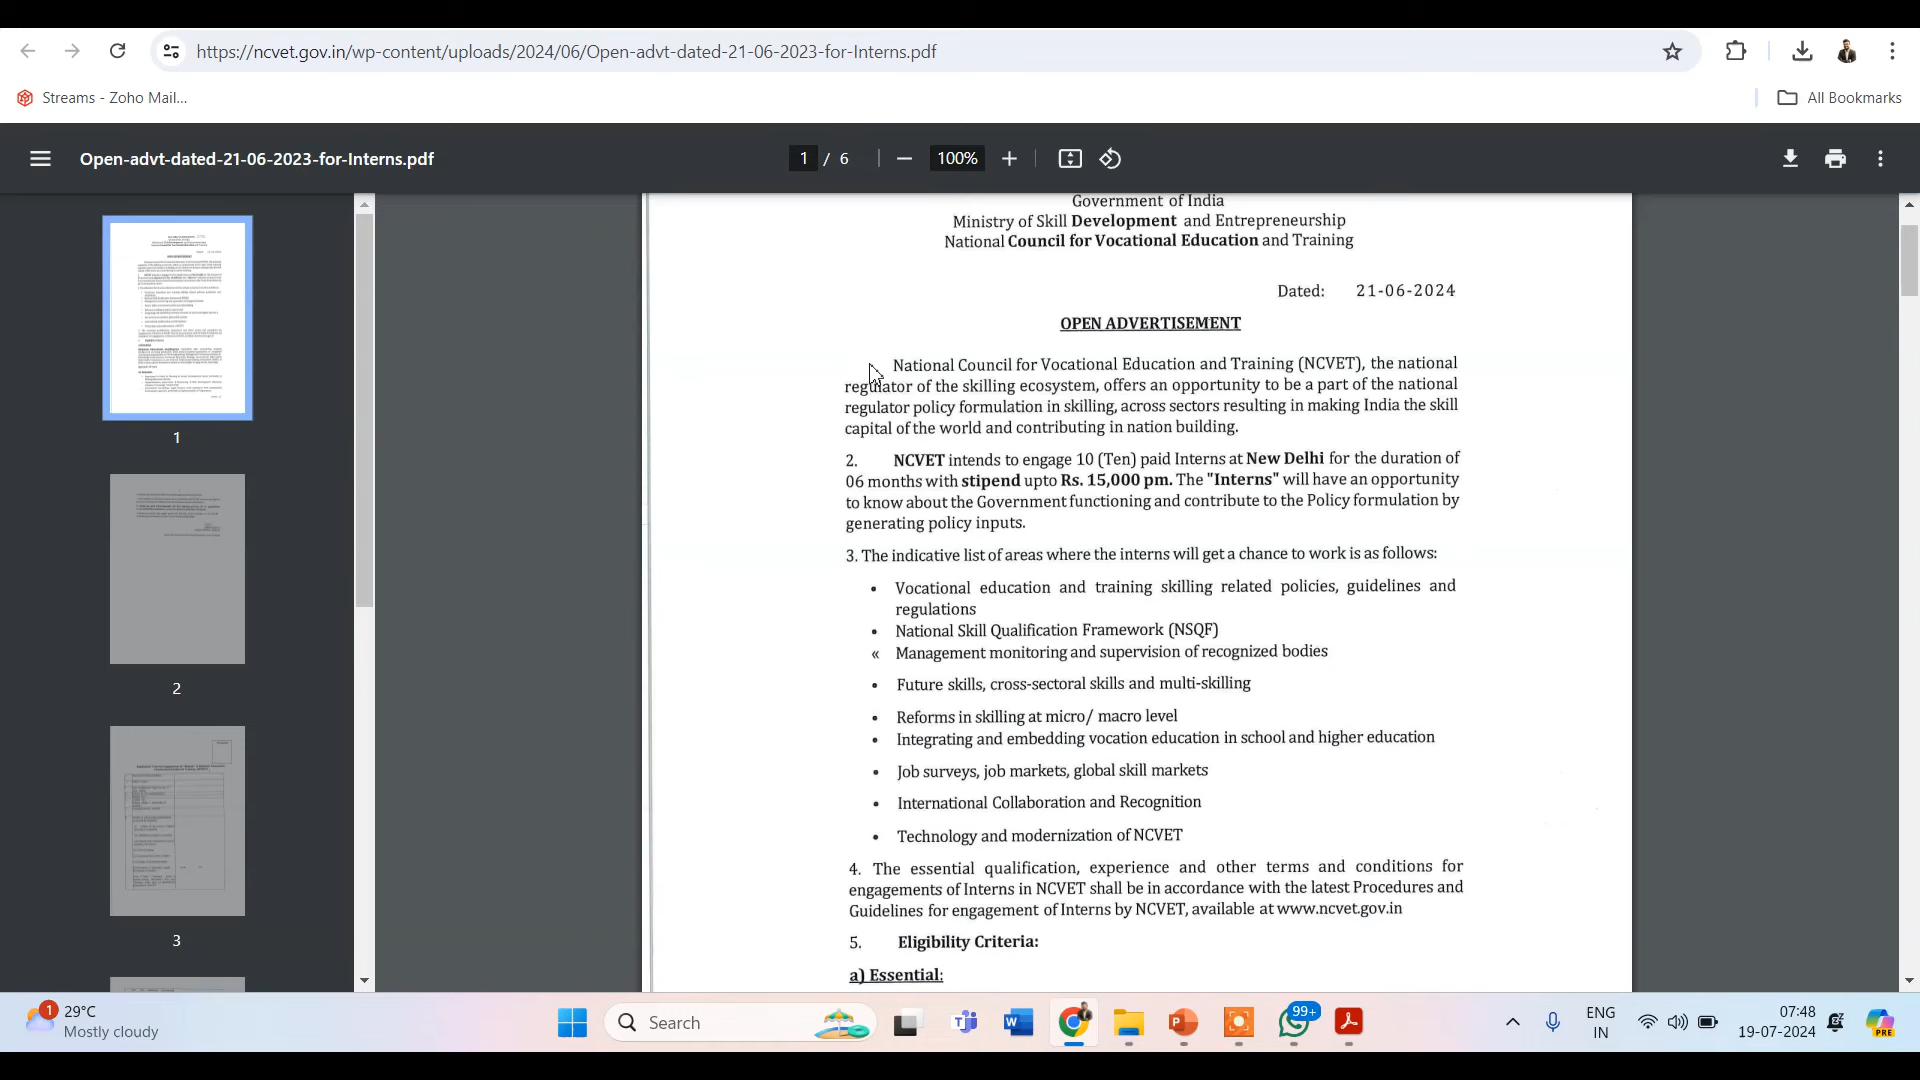 https://ncvet.gov.in/wp-content/uploads/2024/06/Open-advt-dated-21-06-2023-for-Interns.pdf
Streams - Zoho Mail...
All Bookmarks
Open-advt-dated-21-06-2023-for-Interns.pdf
1 / 6
100%
Government of India
Ministry of Skill Development and Entrepreneurship
National Council for Vocational Education and Training
Dated: 21-06-2024
OPEN ADVERTISEMENT
National Council for Vocational Education and Training (NCVET), the national
regulator of the skilling ecosystem, offers an opportunity to be a part of the national
regulator policy formulation in skilling, across sectors resulting in making India the skill
capital of the world and contributing in nation building.
2. NCVET intends to engage 10 (Ten) paid Interns at New Delhi for the duration of
06 months with stipend upto Rs. 15,000 pm. The "Interns" will have an opportunity
to know about the Government functioning and contribute to the Policy formulation by
generating policy inputs.
3. The indicative list of areas where the interns will get a chance to work is as follows:
• Vocational education and training skilling related policies, guidelines and
regulations
• National Skill Qualification Framework (NSQF)
« Management monitoring and supervision of recognized bodies
• Future skills, cross-sectoral skills and multi-skilling
• Reforms in skilling at micro/ macro level
• Integrating and embedding vocation education in school and higher education
• Job surveys, job markets, global skill markets
• International Collaboration and Recognition
• Technology and modernization of NCVET
4. The essential qualification, experience and other terms and conditions for
engagements of Interns in NCVET shall be in accordance with the latest Procedures and
Guidelines for engagement of Interns by NCVET, available at www.ncvet.gov.in
5. Eligibility Criteria:
a) Essential:
1
2
3
1
29°C
Mostly cloudy
Search
99+
ENG
IN
07:48
19-07-2024
PRE